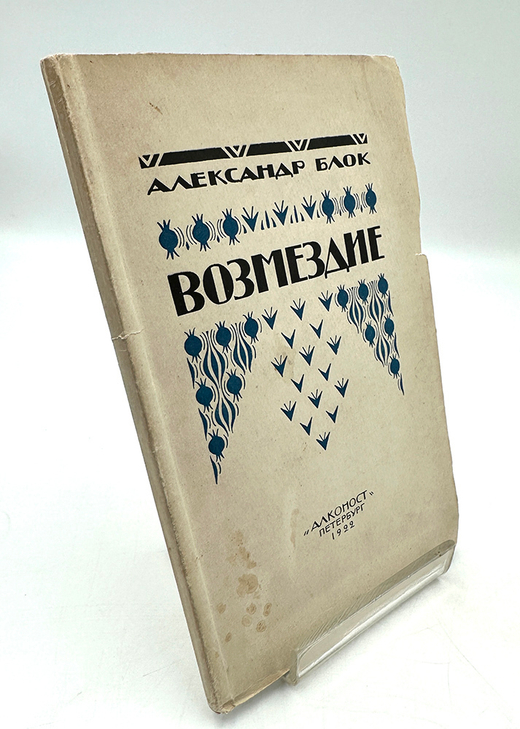 АЛЕКСАНДР БЛОК
ВОЗМЕЗДИЕ
„АЛКОНОСТ“
ПЕТЕРБУРГ
1922